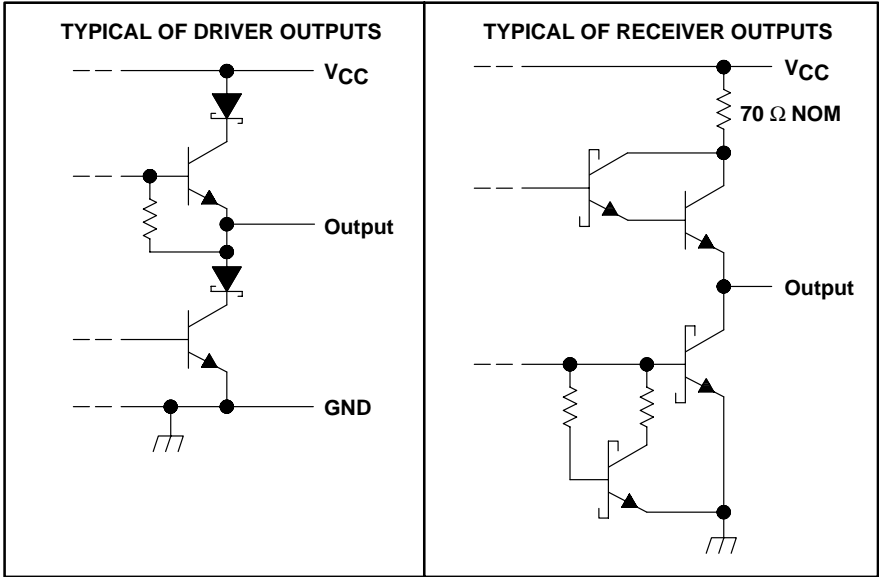 TYPICAL OF DRIVER OUTPUTS
VCC
Output
GND
TYPICAL OF RECEIVER OUTPUTS
VCC
70 Ω NOM
Output